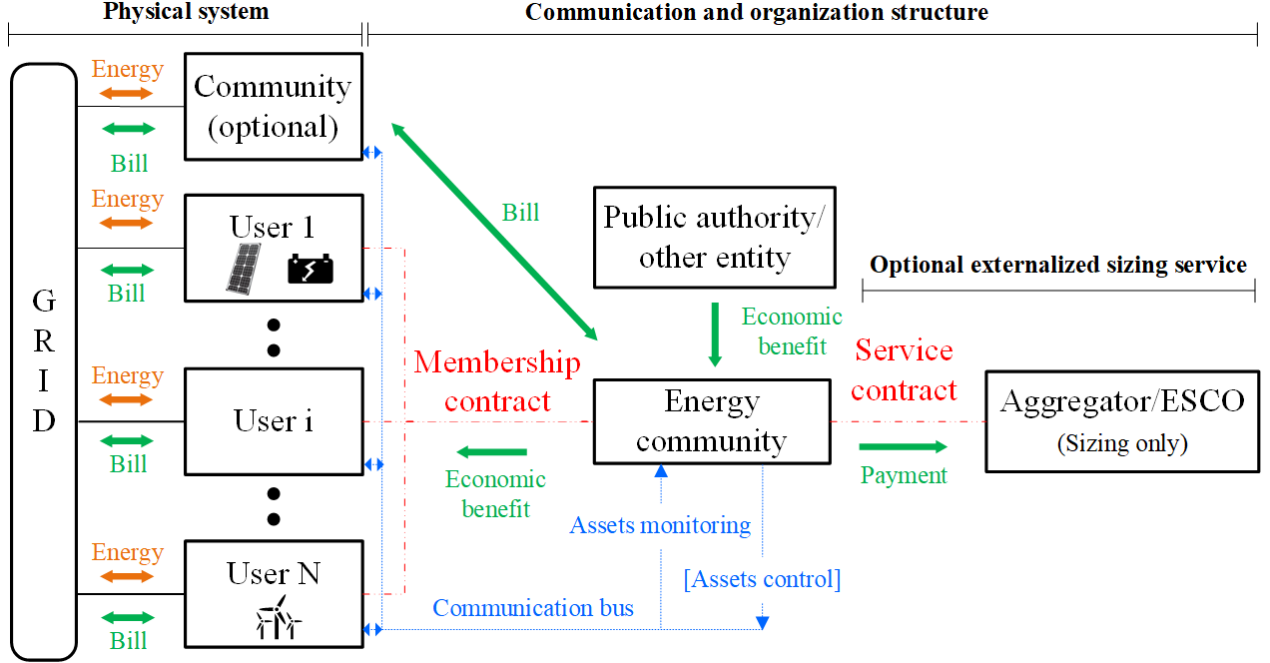 Physical system
Communication and organization structure
GRID
Energy
Bill
Community
(optional)
Energy
Bill
User 1
Energy
Bill
User i
Energy
Bill
User N
Bill
Public authority/
other entity
Economic
benefit
Optional externalized sizing service
Membership
contract
Economic
benefit
Energy
community
Service
contract
Payment
Aggregator/ESCO
(Sizing only)
Assets monitoring
[Assets control]
Communication bus